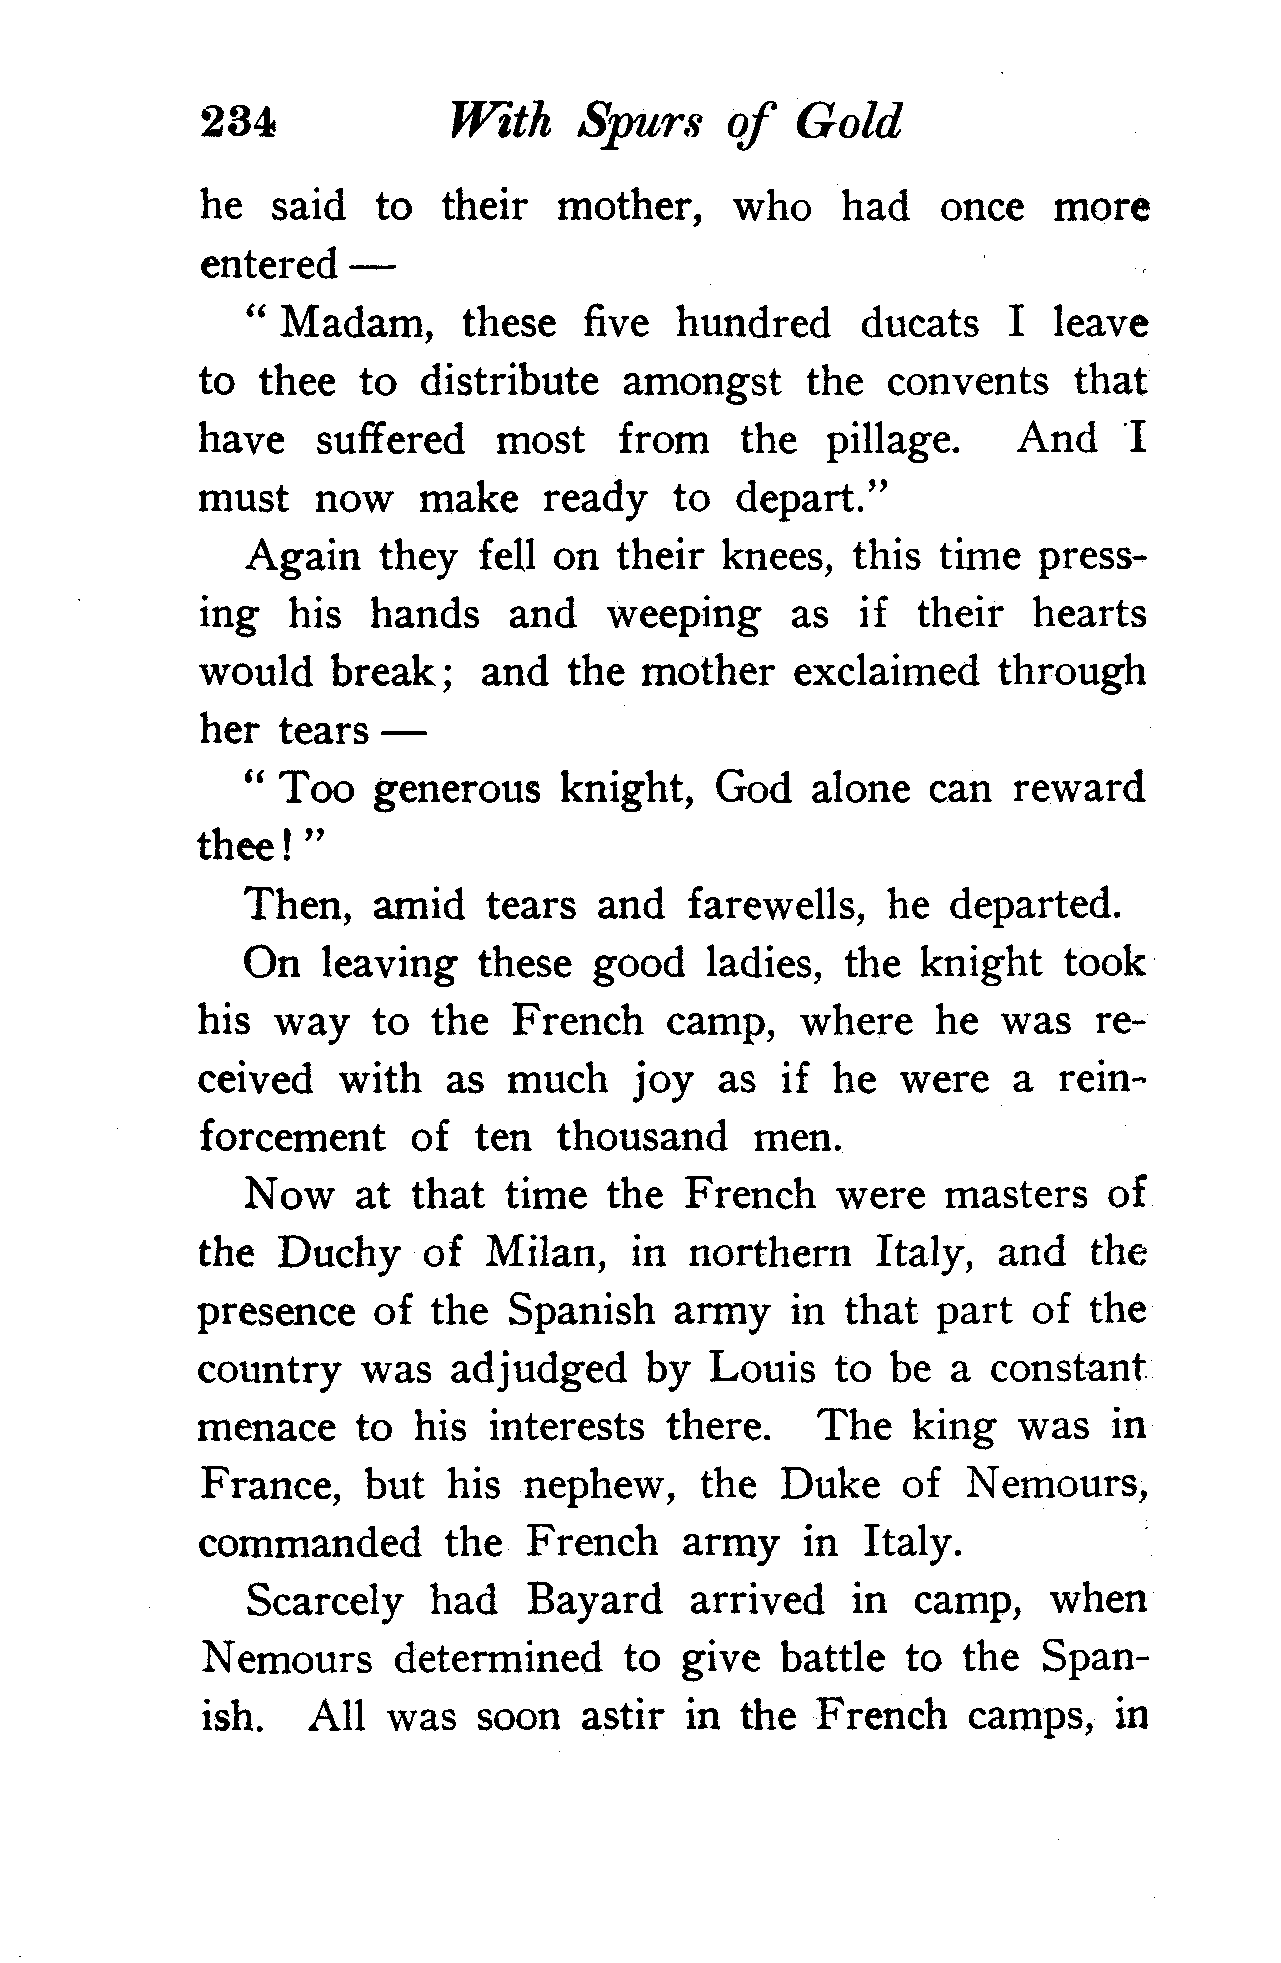 234 With Spurs of Gold
he said to their mother, who had once more
entered —
“ Madam, these five hundred ducats I leave
to thee to distribute amongst the convents that
have suffered most from the pillage. And I
must now make ready to depart.”
Again they fell on their knees, this time press-
ing his hands and weeping as if their hearts
would break; and the mother exclaimed through
her tears —
“ Too generous knight, God alone can reward
thee! ”
Then, amid tears and farewells, he departed.
On leaving these good ladies, the knight took
his way to the French camp, where he was re-
ceived with as much joy as if he were a rein-
forcement of ten thousand men.
Now at that time the French were masters of
the Duchy of Milan, in northern Italy, and the
presence of the Spanish army in that part of the
country was adjudged by Louis to be a constant
menace to his interests there. The king was in
France, but his nephew, the Duke of Nemours,
commanded the French army in Italy.
Scarcely had Bayard arrived in camp, when
Nemours determined to give battle to the Span-
ish. All was soon astir in the French camps, in